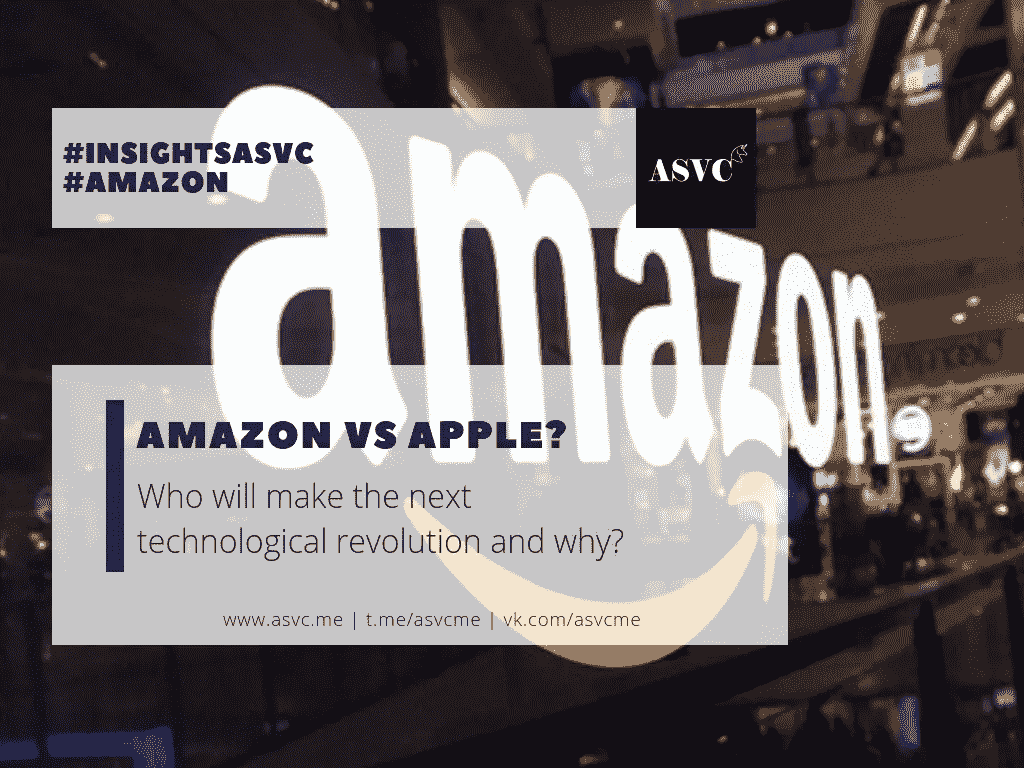 #INSIGHTSASVC
#AMAZON
ASVC
amazon
AMAZON VS APPLE?
Who will make the next
technological revolution and why?
www.asvc.me | t.me/asvcme | vk.com/asvcme